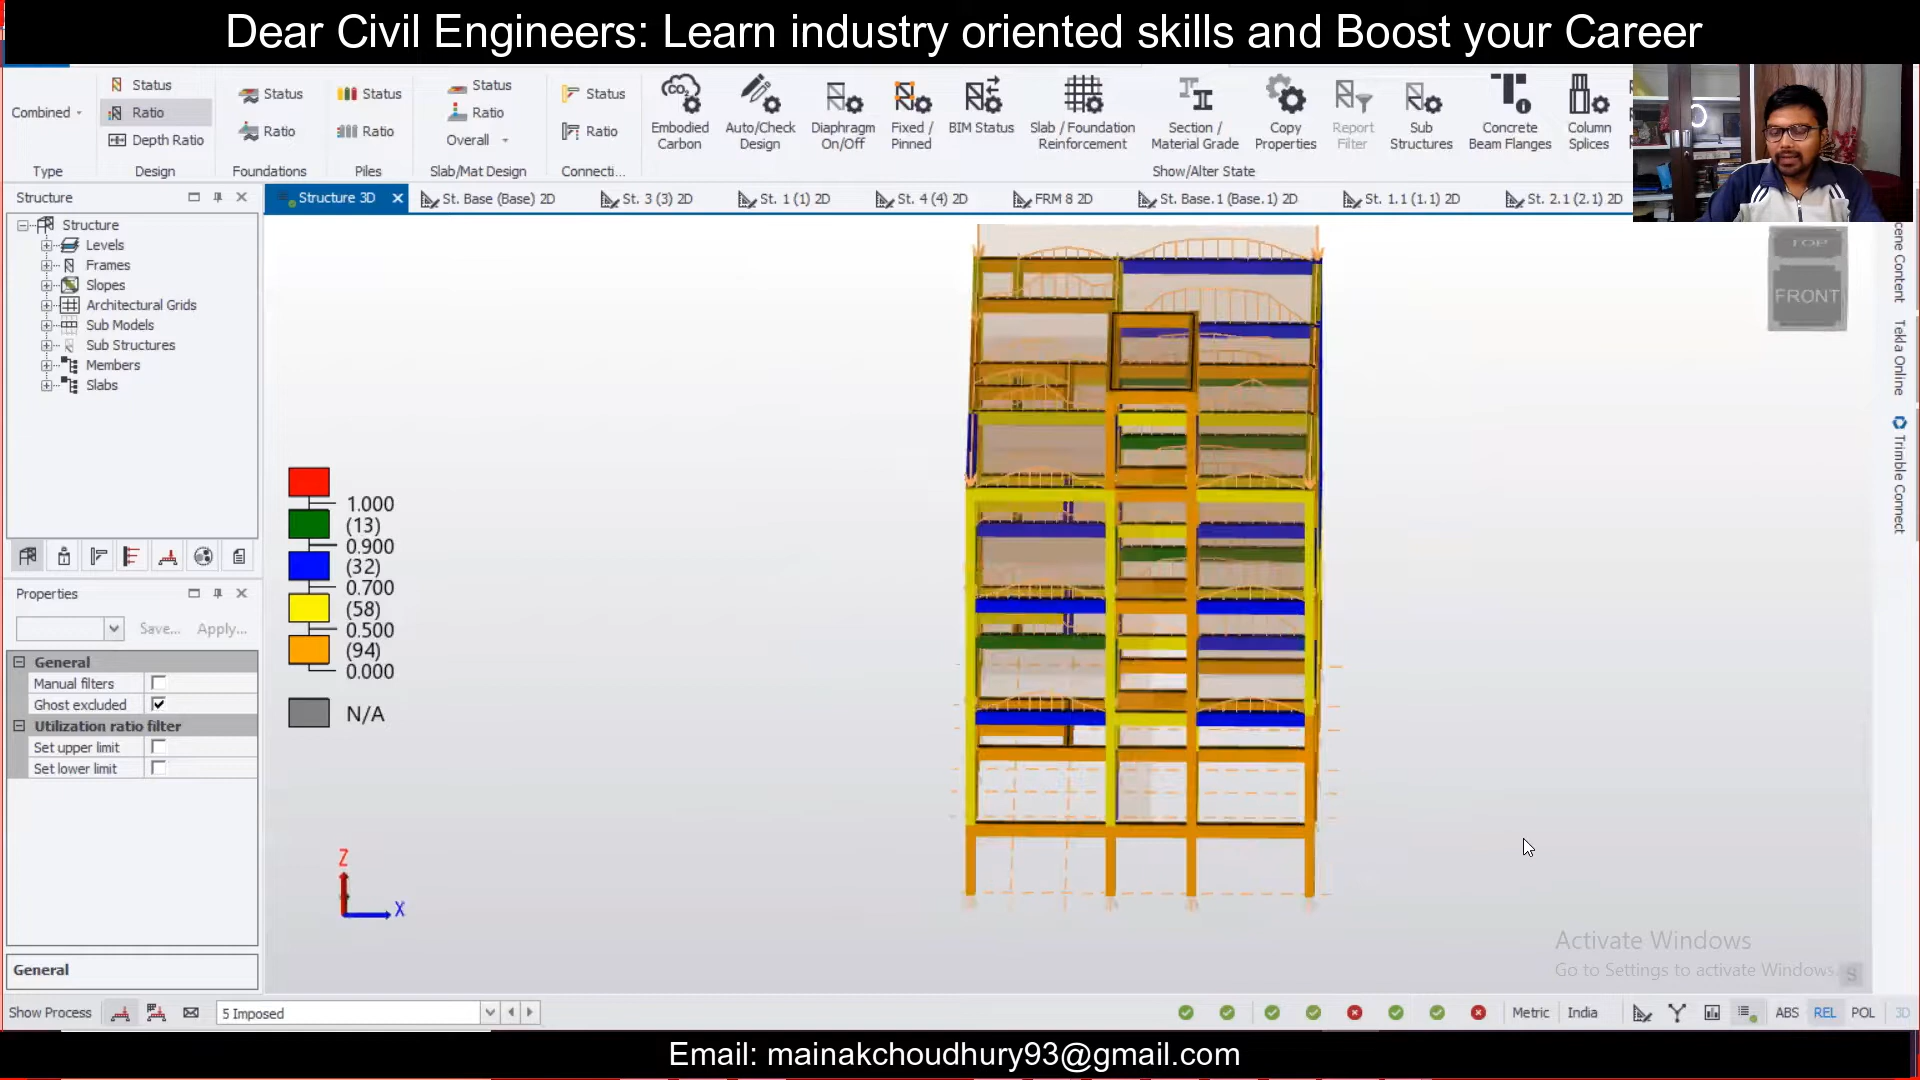 Dear Civil Engineers: Learn industry oriented skills and Boost your Career
Combined
Type
Status
Ratio
Depth Ratio
Design
Status
Ratio
Foundations
Status
Ratio
Piles
Status
Ratio
Overall
Slab/Mat Design
Status
Ratio
Connecti...
Embodied
Carbon
Auto/Check
Design
Diaphragm
On/Off
Fixed /
Pinned
BIM Status
Slab / Foundation
Reinforcement
Section /
Material Grade
Copy
Properties
Report
Filter
Sub
Structures
Concrete
Beam Flanges
Column
Splices
Show/Alter State
Structure
Structure 3D
St. Base (Base) 2D
St. 3 (3) 2D
St. 1 (1) 2D
St. 4 (4) 2D
FRM 8 2D
St. Base.1 (Base.1) 2D
St. 1.1 (1.1) 2D
St. 2.1 (2.1) 2D
Structure
Levels
Frames
Slopes
Architectural Grids
Sub Models
Sub Structures
Members
Slabs
TOP
FRONT
cene Content
Tekla Online
Trimble Connect
1.000
(13)
0.900
(32)
0.700
(58)
0.500
(94)
0.000
N/A
Z
X
Properties
Save...
Apply...
General
Manual filters
Ghost excluded
Utilization ratio filter
Set upper limit
Set lower limit
General
Activate Windows
Go to Settings to activate Windows.
S
Show Process
5 Imposed
Metric
India
ABS
REL
POL
3D
Email: mainakchoudhury93@gmail.com